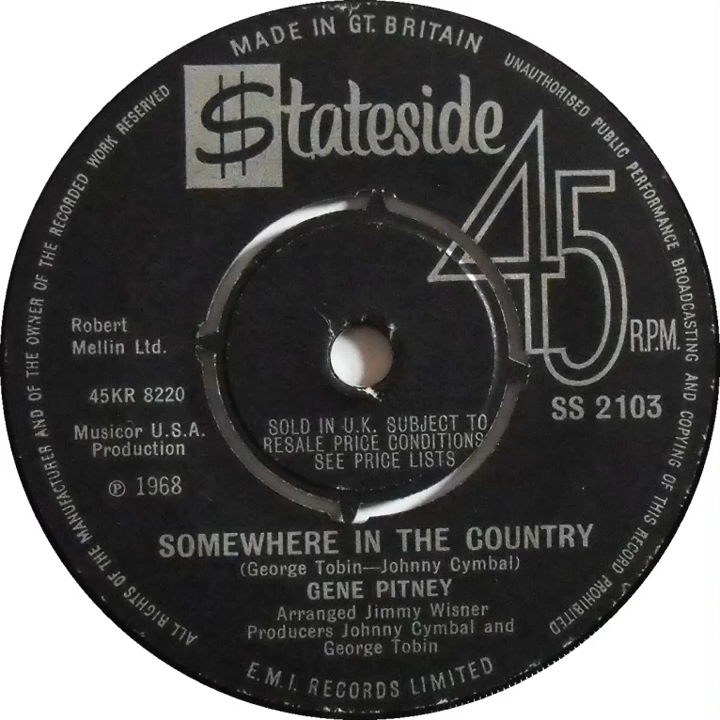 MADE IN GT. BRITAIN
UNAUTHORISED PUBLIC PERFORMANCE BROADCASTING AND COPYING OF THIS RECORD PROHIBITED
ALL RIGHTS OF THE MANUFACTURER AND OF THE OWNER OF THE RECORDED WORK RESERVED
$tateside
45
R.P.M.
Robert
Mellin Ltd.
45KR 8220
SS 2103
Musicor U.S.A.
Production
℗ 1968
SOLD IN U.K. SUBJECT TO
RESALE PRICE CONDITIONS
SEE PRICE LISTS
SOMEWHERE IN THE COUNTRY
(George Tobin—Johnny Cymbal)
GENE PITNEY
Arranged Jimmy Wisner
Producers Johnny Cymbal and
George Tobin
E.M.I. RECORDS LIMITED